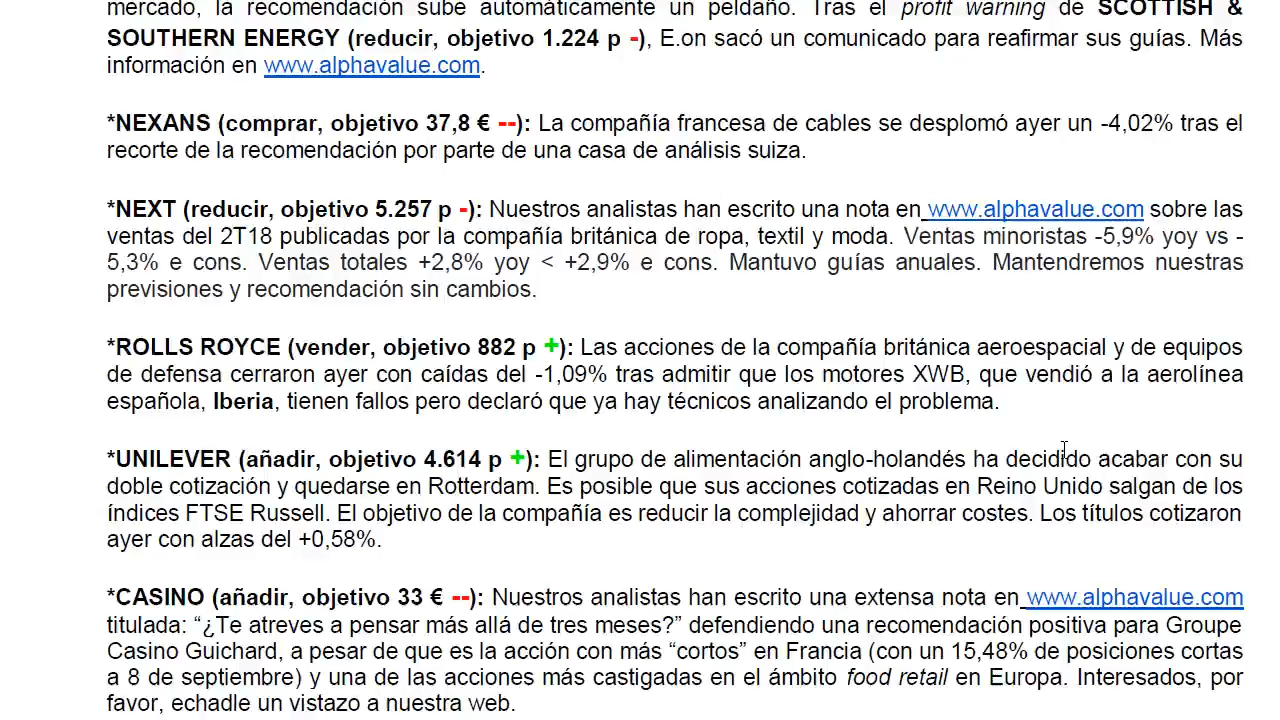 mercado, la recomendación sube automáticamente un peldaño. Tras el profit warning de SCOTTISH &
SOUTHERN ENERGY (reducir, objetivo 1.224 p -), E.on sacó un comunicado para reafirmar sus guías. Más
información en www.alphavalue.com.
*NEXANS (comprar, objetivo 37,8 € --): La compañía francesa de cables se desplomó ayer un -4,02% tras el
recorte de la recomendación por parte de una casa de análisis suiza.
*NEXT (reducir, objetivo 5.257 p -): Nuestros analistas han escrito una nota en www.alphavalue.com sobre las
ventas del 2T18 publicadas por la compañía británica de ropa, textil y moda. Ventas minoristas -5,9% yoy vs -
5,3% e cons. Ventas totales +2,8% yoy < +2,9% e cons. Mantuvo guías anuales. Mantendremos nuestras
previsiones y recomendación sin cambios.
*ROLLS ROYCE (vender, objetivo 882 p +): Las acciones de la compañía británica aeroespacial y de equipos
de defensa cerraron ayer con caídas del -1,09% tras admitir que los motores XWB, que vendió a la aerolínea
española, Iberia, tienen fallos pero declaró que ya hay técnicos analizando el problema.
*UNILEVER (añadir, objetivo 4.614 p +): El grupo de alimentación anglo-holandés ha decidido acabar con su
doble cotización y quedarse en Rotterdam. Es posible que sus acciones cotizadas en Reino Unido salgan de los
índices FTSE Russell. El objetivo de la compañía es reducir la complejidad y ahorrar costes. Los títulos cotizaron
ayer con alzas del +0,58%.
*CASINO (añadir, objetivo 33 € --): Nuestros analistas han escrito una extensa nota en www.alphavalue.com
titulada: “¿Te atreves a pensar más allá de tres meses?” defendiendo una recomendación positiva para Groupe
Casino Guichard, a pesar de que es la acción con más “cortos” en Francia (con un 15,48% de posiciones cortas
a 8 de septiembre) y una de las acciones más castigadas en el ámbito food retail en Europa. Interesados, por
favor, echadle un vistazo a nuestra web.